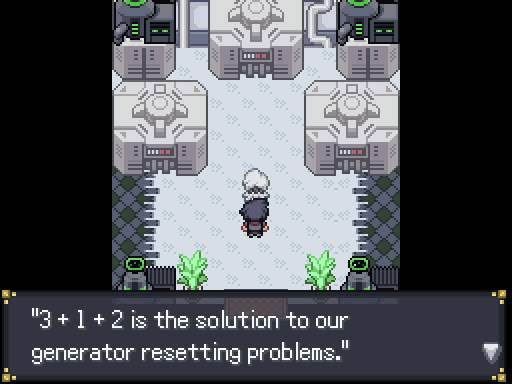 "3 + 1 + 2 is the solution to our
generator resetting problems."